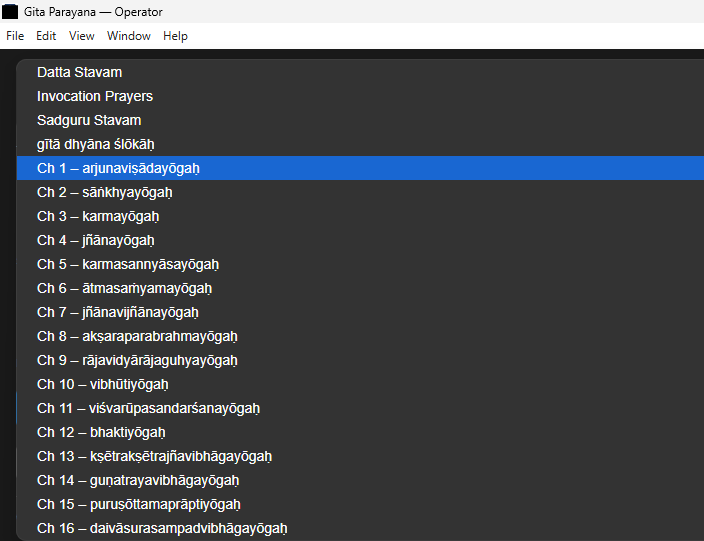 Gita Parayana — Operator
File Edit View Window Help
Datta Stavam
Invocation Prayers
Sadguru Stavam
gītā dhyāna ślōkāḥ
Ch 1 – arjunaviṣādayōgaḥ
Ch 2 – sāṅkhyayōgaḥ
Ch 3 – karmayōgaḥ
Ch 4 – jñānayōgaḥ
Ch 5 – karmasannyāsayōgaḥ
Ch 6 – ātmasaṁyamayōgaḥ
Ch 7 – jñānavijñānayōgaḥ
Ch 8 – akṣaraparabrahmayōgaḥ
Ch 9 – rājavidyārājaguhyayōgaḥ
Ch 10 – vibhūtiyōgaḥ
Ch 11 – viśvarūpasandarśanayōgaḥ
Ch 12 – bhaktiyōgaḥ
Ch 13 – kṣētrakṣētrajñavibhāgayōgaḥ
Ch 14 – guṇatrayavibhāgayōgaḥ
Ch 15 – puruṣōttamaprāptiyōgaḥ
Ch 16 – daivāsurasampadvibhāgayōgaḥ